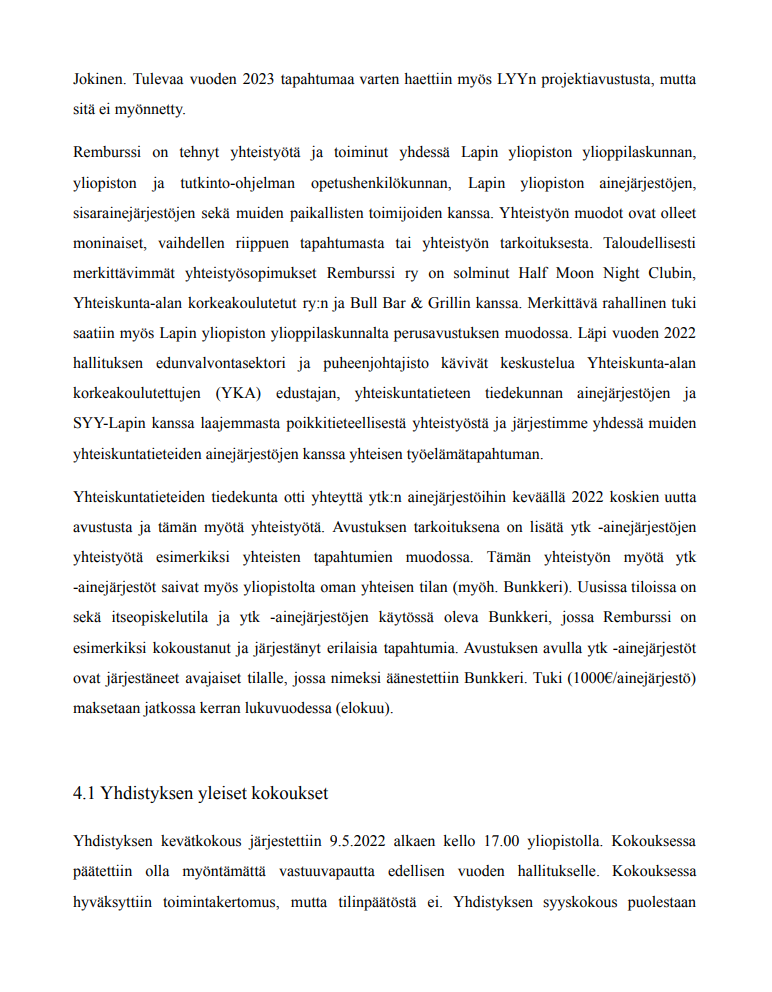 Jokinen. Tulevaa vuoden 2023 tapahtumaa varten haettiin myös LYYn projektiavustusta, mutta
sitä ei myönnetty.
Remburssi on tehnyt yhteistyötä ja toiminut yhdessä Lapin yliopiston ylioppilaskunnan,
yliopiston ja tutkinto-ohjelman opetushenkilökunnan, Lapin yliopiston ainejärjestöjen,
sisarainejärjestöjen sekä muiden paikallisten toimijoiden kanssa. Yhteistyön muodot ovat olleet
moninaiset, vaihdellen riippuen tapahtumasta tai yhteistyön tarkoituksesta. Taloudellisesti
merkittävimmät yhteistyösopimukset Remburssi ry on solminut Half Moon Night Clubin,
Yhteiskunta-alan korkeakoulutetut ry:n ja Bull Bar & Grillin kanssa. Merkittävä rahallinen tuki
saatiin myös Lapin yliopiston ylioppilaskunnalta perusavustuksen muodossa. Läpi vuoden 2022
hallituksen edunvalvontasektori ja puheenjohtajisto kävivät keskustelua Yhteiskunta-alan
korkeakoulutettujen (YKA) edustajan, yhteiskuntatieteen tiedekunnan ainejärjestöjen ja
SYY-Lapin kanssa laajemmasta poikkitieteellisestä yhteistyöstä ja järjestimme yhdessä muiden
yhteiskuntatieteiden ainejärjestöjen kanssa yhteisen työelämätapahtuman.
Yhteiskuntatieteiden tiedekunta otti yhteyttä ytk:n ainejärjestöihin keväällä 2022 koskien uutta
avustusta ja tämän myötä yhteistyötä. Avustuksen tarkoituksena on lisätä ytk -ainejärjestöjen
yhteistyötä esimerkiksi yhteisten tapahtumien muodossa. Tämän yhteistyön myötä ytk
-ainejärjestöt saivat myös yliopistolta oman yhteisen tilan (myöh. Bunkkeri). Uusissa tiloissa on
sekä itseopiskelutila ja ytk -ainejärjestöjen käytössä oleva Bunkkeri, jossa Remburssi on
esimerkiksi kokoustanut ja järjestänyt erilaisia tapahtumia. Avustuksen avulla ytk -ainejärjestöt
ovat järjestäneet avajaiset tilalle, jossa nimeksi äänestettiin Bunkkeri. Tuki (1000€/ainejärjestö)
maksetaan jatkossa kerran lukuvuodessa (elokuu).
4.1 Yhdistyksen yleiset kokoukset
Yhdistyksen kevätkokous järjestettiin 9.5.2022 alkaen kello 17.00 yliopistolla. Kokouksessa
päätettiin olla myöntämättä vastuuvapautta edellisen vuoden hallitukselle. Kokouksessa
hyväksyttiin toimintakertomus, mutta tilinpäätöstä ei. Yhdistyksen syyskokous puolestaan